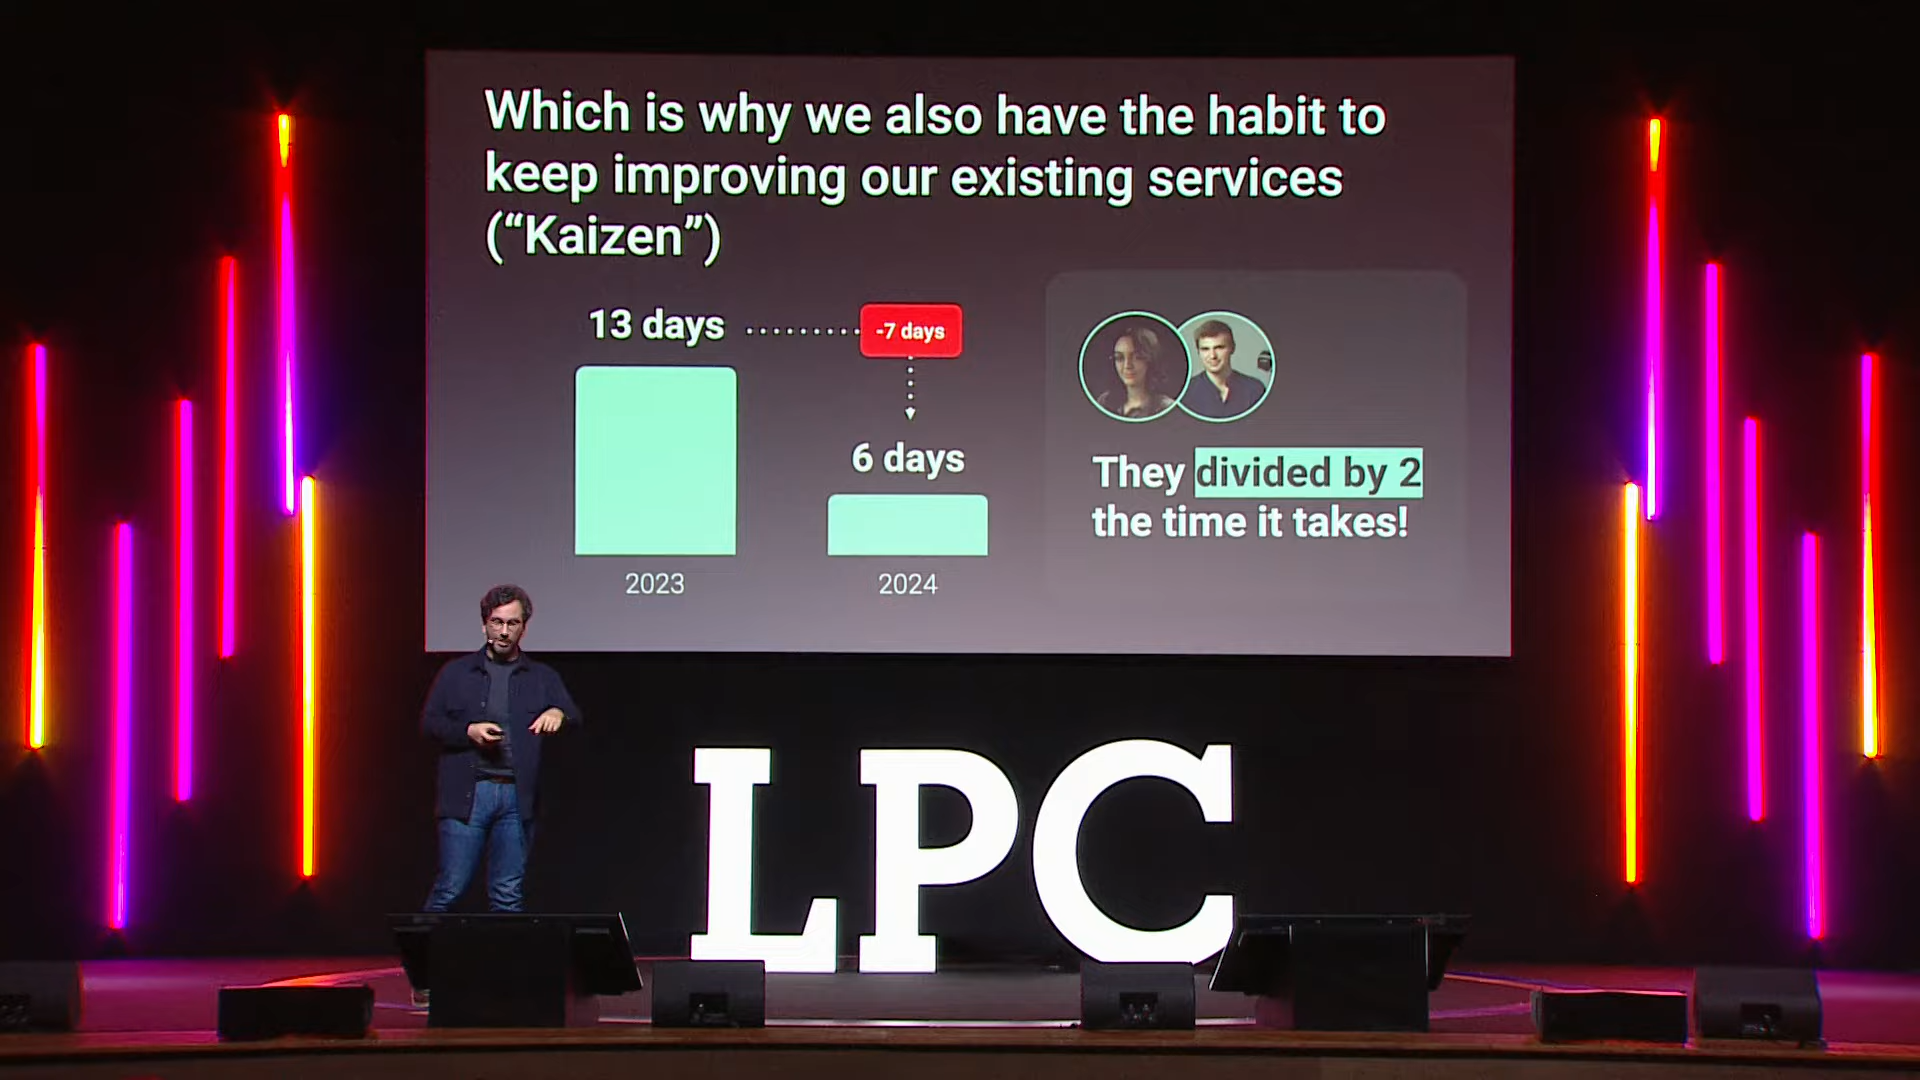 Which is why we also have the habit to
keep improving our existing services
(“Kaizen”)
13 days
-7 days
6 days
2023
2024
They divided by 2
the time it takes!
LPC